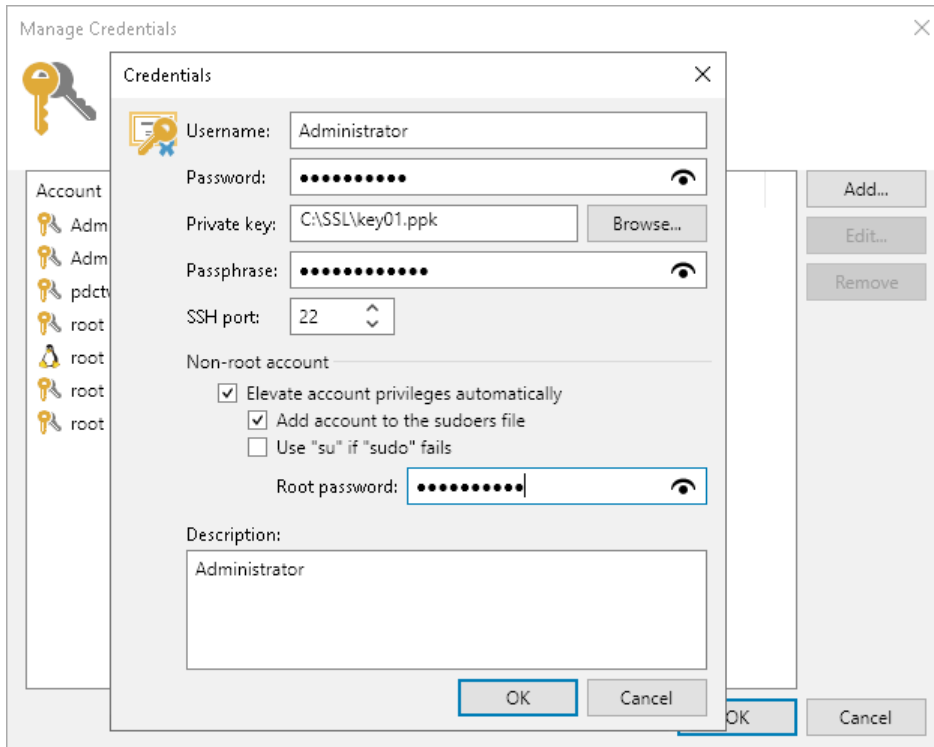 Manage Credentials
Credentials
Username: Administrator
Password: ●●●●●●●●●●
Private key: C:\SSL\key01.ppk Browse...
Passphrase: ●●●●●●●●●●●●
SSH port: 22
Non-root account
Elevate account privileges automatically
Add account to the sudoers file
Use "su" if "sudo" fails
Root password: ●●●●●●●●●●
Description:
Administrator
OK Cancel
Account
Adm
Adm
root
root
root
root
Add...
Edit...
Remove
OK Cancel